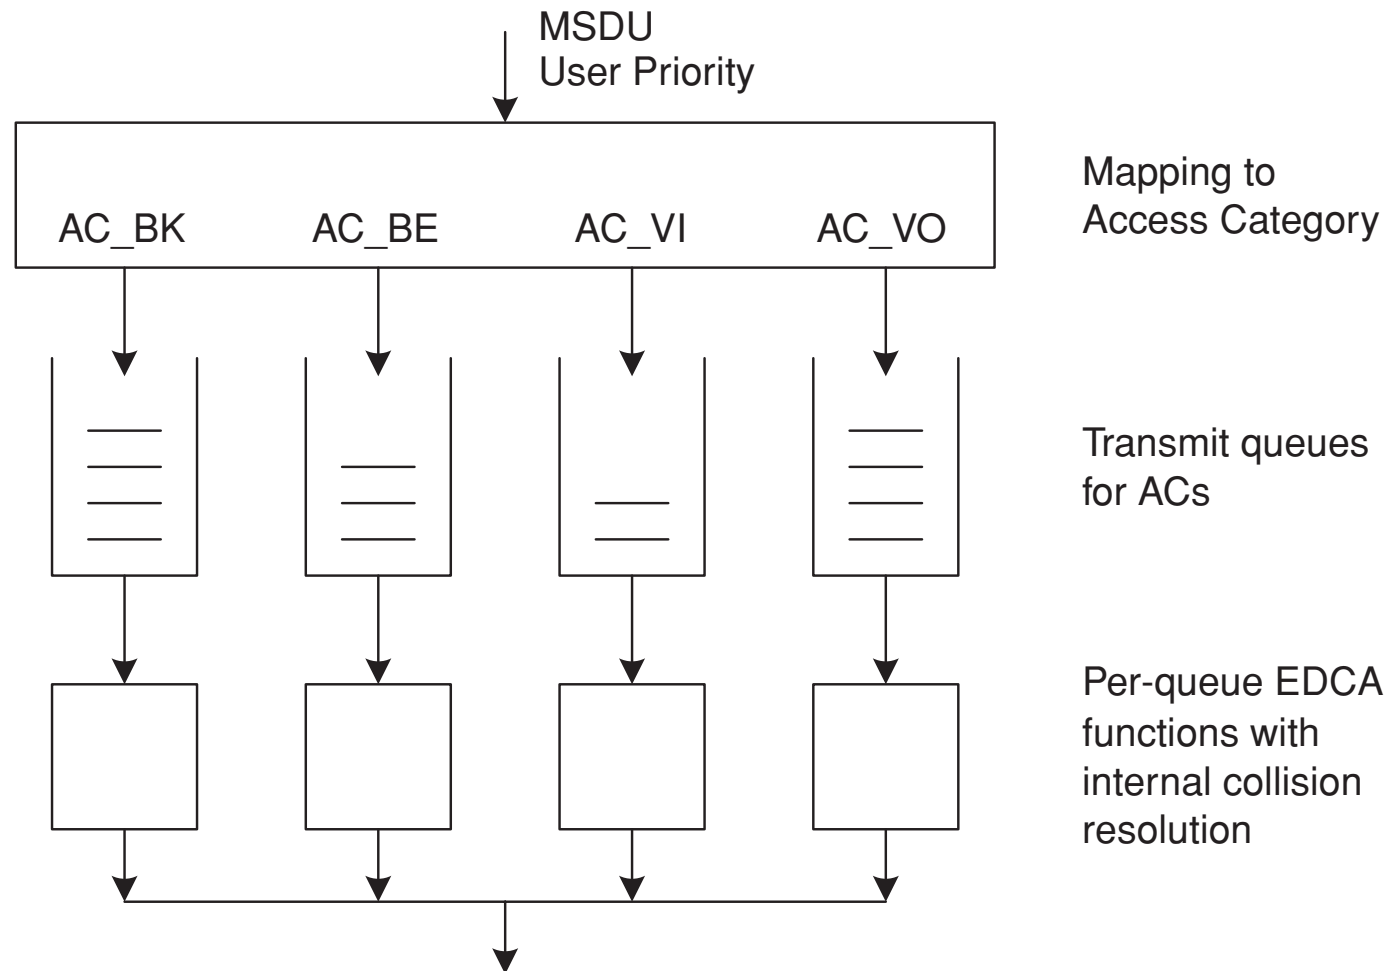 MSDU
User Priority
Mapping to
Access Category
AC_BK
AC_BE
AC_VI
AC_VO
Transmit queues
for ACs
Per-queue EDCA
functions with
internal collision
resolution